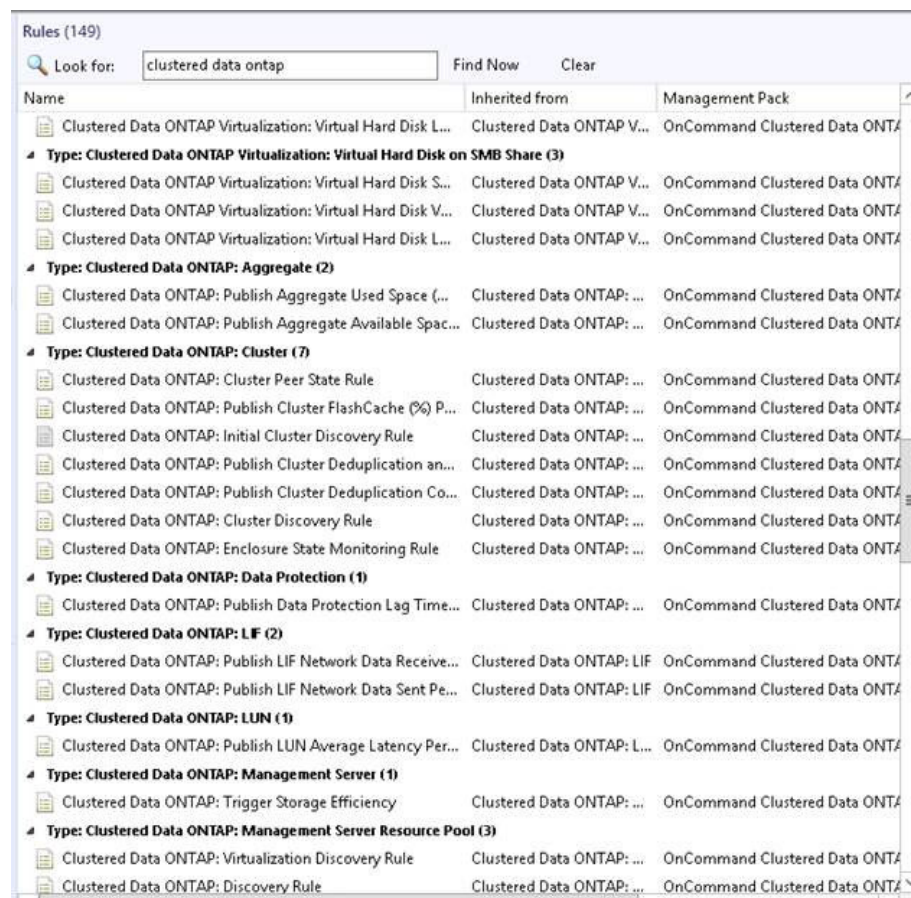 Rules (149)
Look for: clustered data ontap Find Now Clear
Name Inherited from Management Pack
Clustered Data ONTAP Virtualization: Virtual Hard Disk L... Clustered Data ONTAP V... OnCommand Clustered Data ONTA
Type: Clustered Data ONTAP Virtualization: Virtual Hard Disk on SMB Share (3)
Clustered Data ONTAP Virtualization: Virtual Hard Disk S... Clustered Data ONTAP V... OnCommand Clustered Data ONTA
Clustered Data ONTAP Virtualization: Virtual Hard Disk V... Clustered Data ONTAP V... OnCommand Clustered Data ONTA
Clustered Data ONTAP Virtualization: Virtual Hard Disk L... Clustered Data ONTAP V... OnCommand Clustered Data ONTA
Type: Clustered Data ONTAP: Aggregate (2)
Clustered Data ONTAP: Publish Aggregate Used Space (... Clustered Data ONTAP: ... OnCommand Clustered Data ONTA
Clustered Data ONTAP: Publish Aggregate Available Spac... Clustered Data ONTAP: ... OnCommand Clustered Data ONTA
Type: Clustered Data ONTAP: Cluster (7)
Clustered Data ONTAP: Cluster Peer State Rule Clustered Data ONTAP: ... OnCommand Clustered Data ONTA
Clustered Data ONTAP: Publish Cluster FlashCache (%) P... Clustered Data ONTAP: ... OnCommand Clustered Data ONTA
Clustered Data ONTAP: Initial Cluster Discovery Rule Clustered Data ONTAP: ... OnCommand Clustered Data ONTA
Clustered Data ONTAP: Publish Cluster Deduplication an... Clustered Data ONTAP: ... OnCommand Clustered Data ONTA
Clustered Data ONTAP: Publish Cluster Deduplication Co... Clustered Data ONTAP: ... OnCommand Clustered Data ONTA
Clustered Data ONTAP: Cluster Discovery Rule Clustered Data ONTAP: ... OnCommand Clustered Data ONTA
Clustered Data ONTAP: Enclosure State Monitoring Rule Clustered Data ONTAP: ... OnCommand Clustered Data ONTA
Type: Clustered Data ONTAP: Data Protection (1)
Clustered Data ONTAP: Publish Data Protection Lag Time... Clustered Data ONTAP: ... OnCommand Clustered Data ONTA
Type: Clustered Data ONTAP: LIF (2)
Clustered Data ONTAP: Publish LIF Network Data Receive... Clustered Data ONTAP: LIF OnCommand Clustered Data ONTA
Clustered Data ONTAP: Publish LIF Network Data Sent Pe... Clustered Data ONTAP: LIF OnCommand Clustered Data ONTA
Type: Clustered Data ONTAP: LUN (1)
Clustered Data ONTAP: Publish LUN Average Latency Per... Clustered Data ONTAP: L... OnCommand Clustered Data ONTA
Type: Clustered Data ONTAP: Management Server (1)
Clustered Data ONTAP: Trigger Storage Efficiency Clustered Data ONTAP: ... OnCommand Clustered Data ONTA
Type: Clustered Data ONTAP: Management Server Resource Pool (3)
Clustered Data ONTAP: Virtualization Discovery Rule Clustered Data ONTAP: ... OnCommand Clustered Data ONTA
Clustered Data ONTAP: Discovery Rule Clustered Data ONTAP: ... OnCommand Clustered Data ONTA